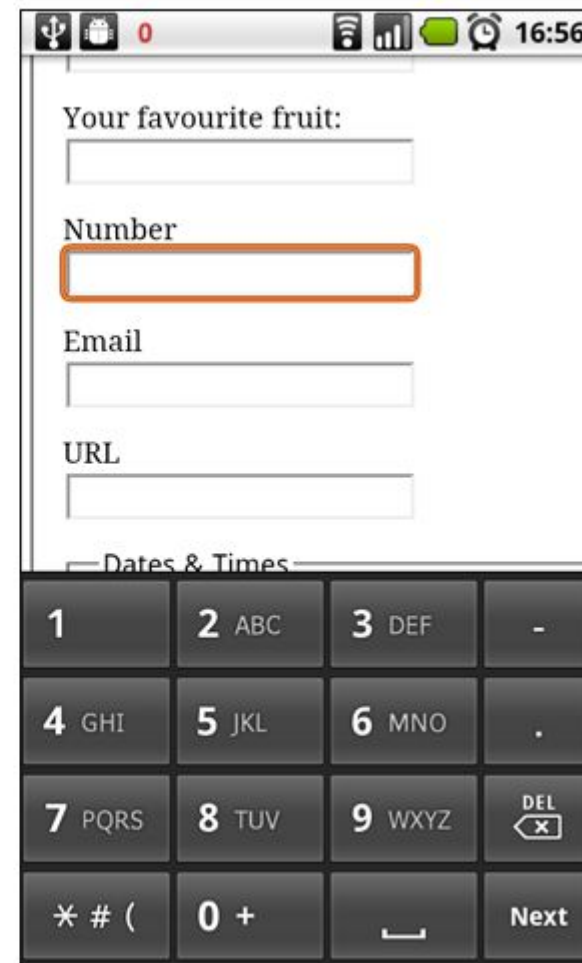 0 16:56
Your favourite fruit:
Number
Email
URL
Dates & Times
1 2 ABC 3 DEF -
4 GHI 5 JKL 6 MNO .
7 PQRS 8 TUV 9 WXYZ DEL
* # ( 0 + Next